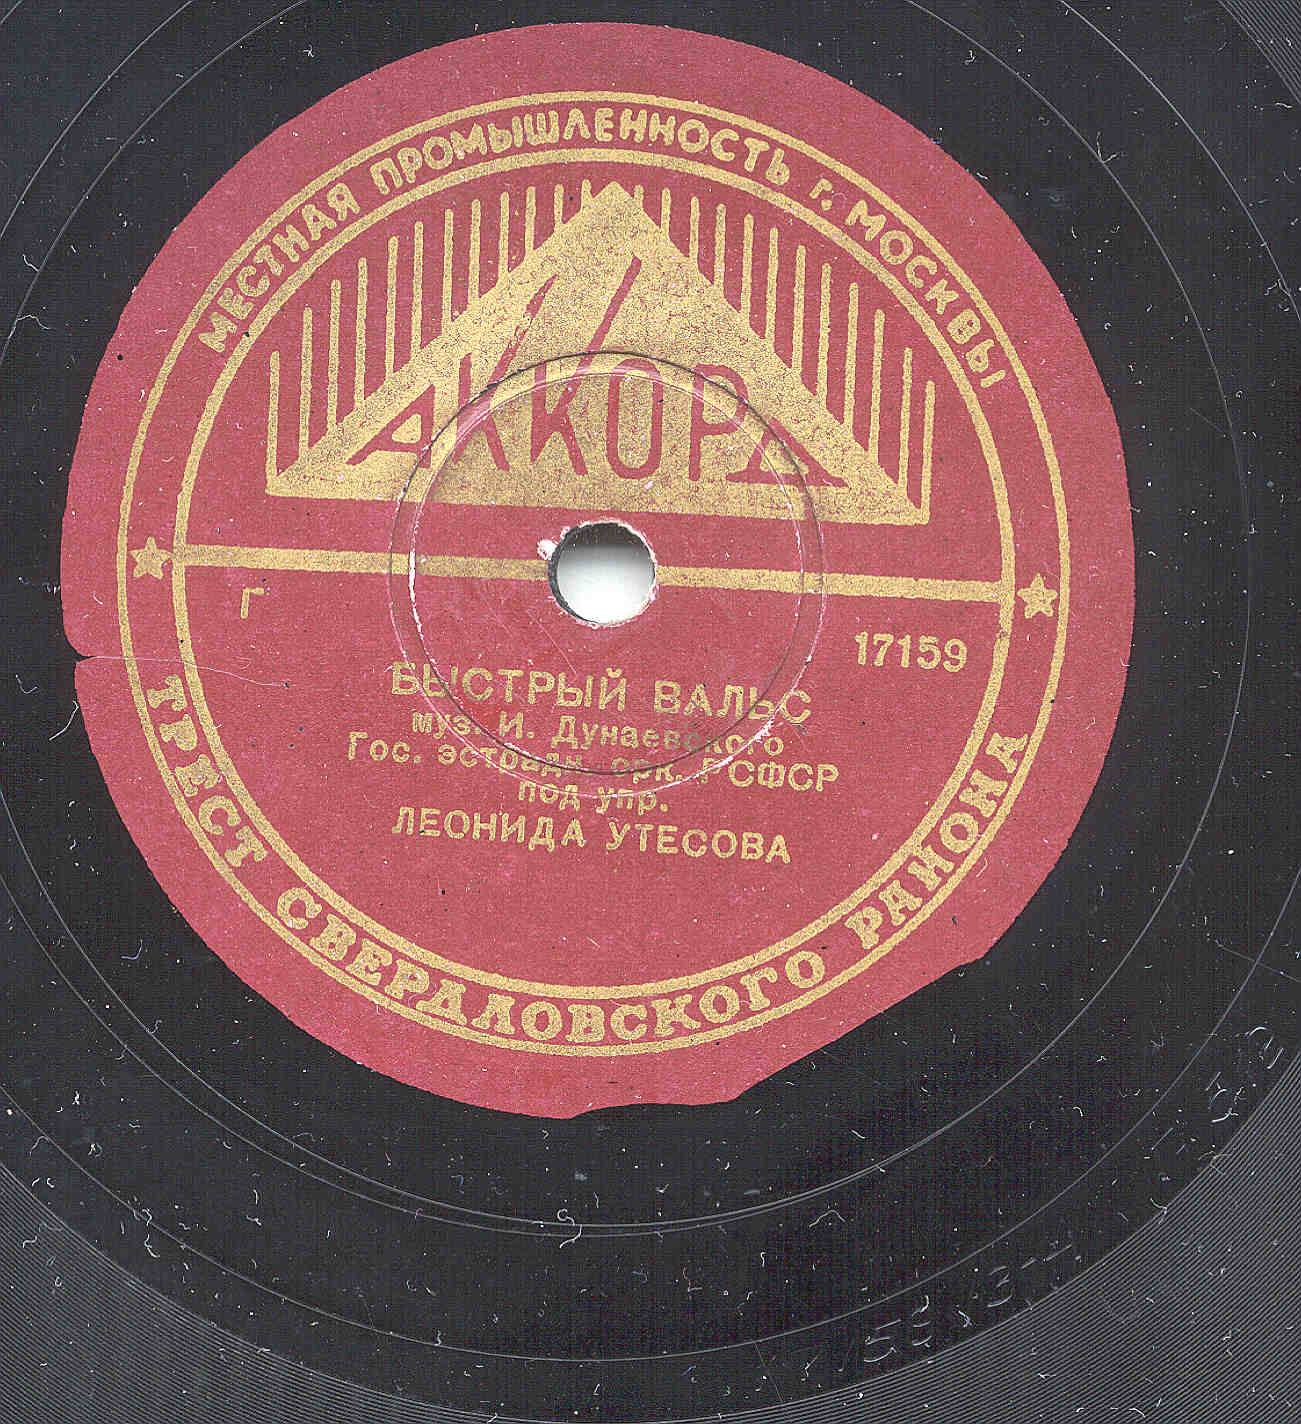 МЕСТНАЯ ПРОМЫШЛЕННОСТЬ г. МОСКВЫ
АККОРД
Г
17159
БЫСТРЫЙ ВАЛЬС
муз. И. Дунаевского
Гос. эстрадн. орк. РСФСР
под упр.
ЛЕОНИДА УТЕСОВА
ТРЕСТ СВЕРДЛОВСКОГО РАЙОНА